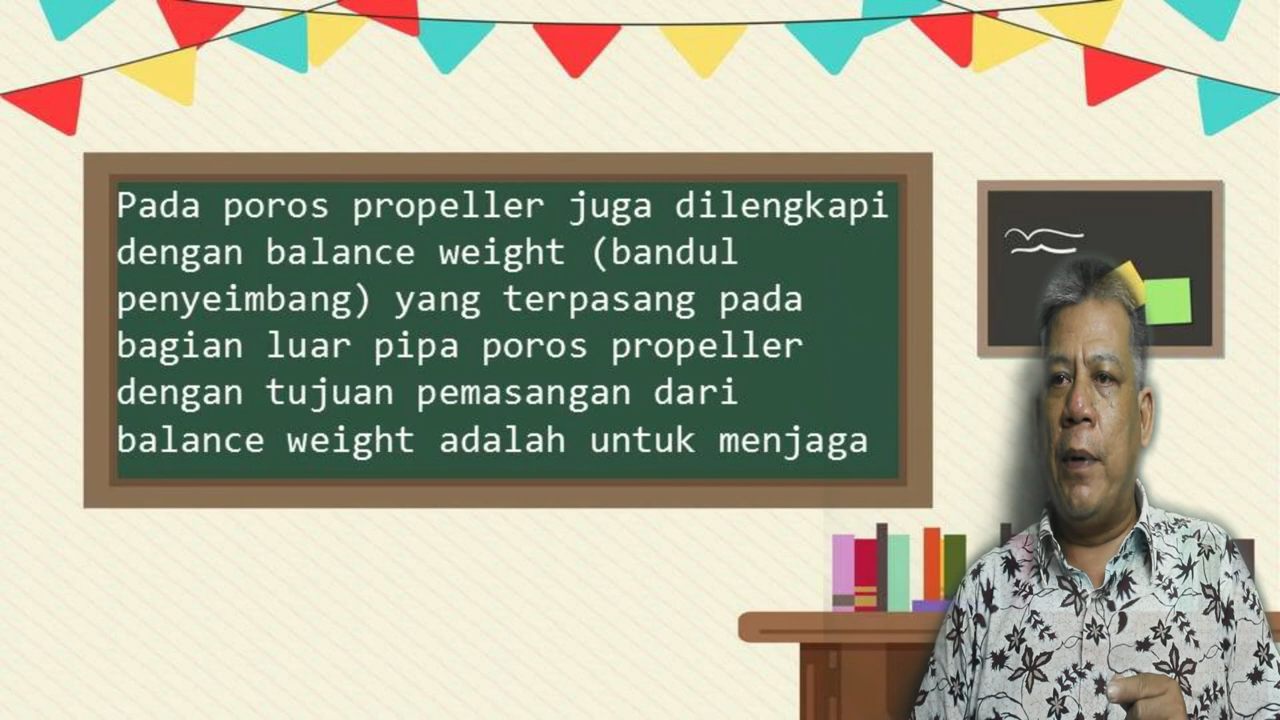 Pada poros propeller juga dilengkapi
dengan balance weight (bandul
penyeimbang) yang terpasang pada
bagian luar pipa poros propeller
dengan tujuan pemasangan dari
balance weight adalah untuk menjaga